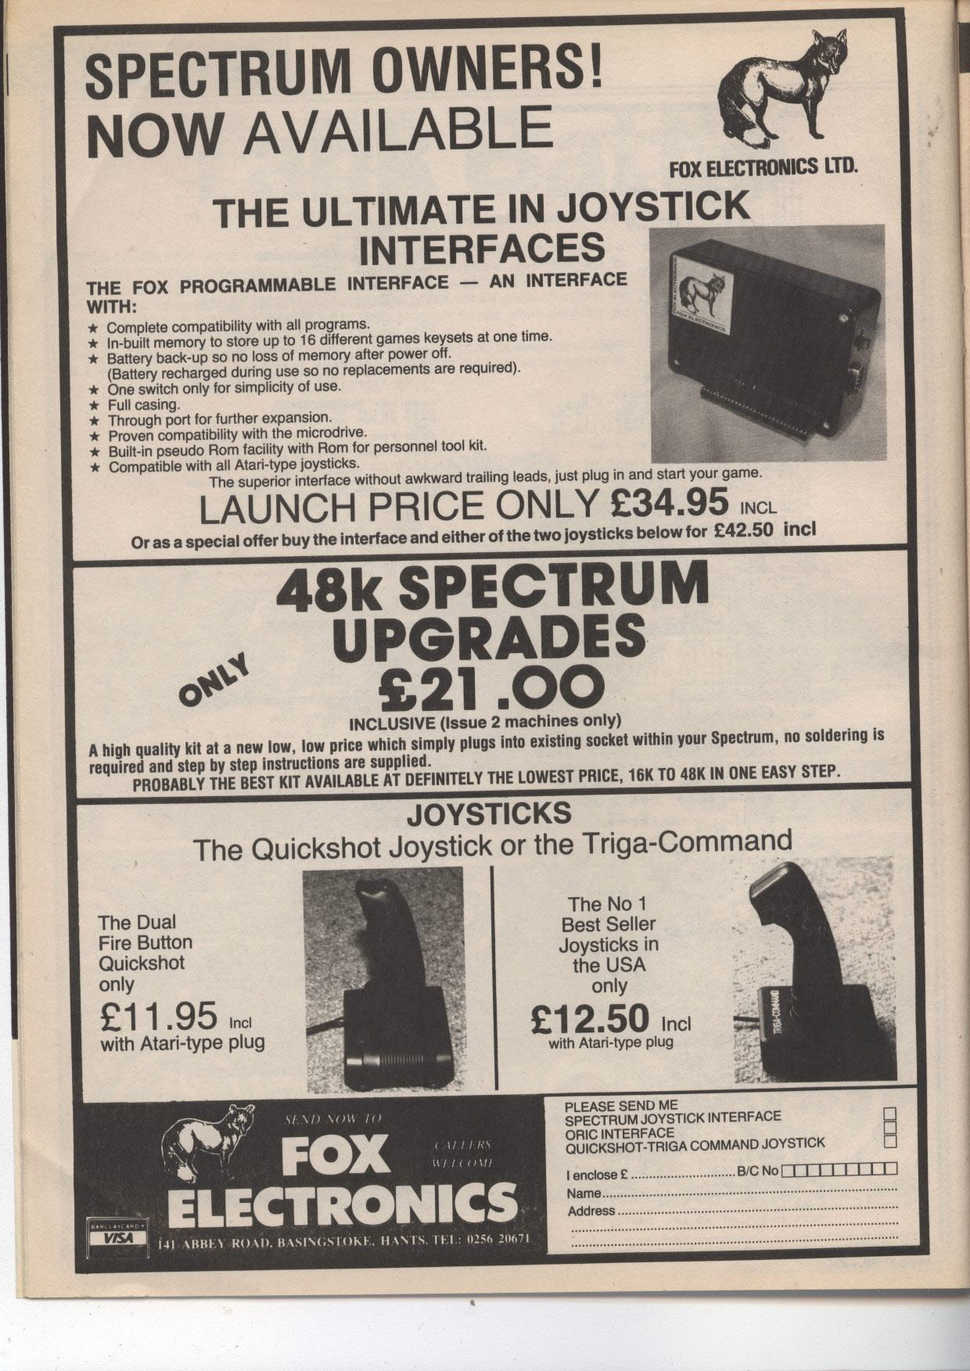 SPECTRUM OWNERS!
NOW AVAILABLE
FOX ELECTRONICS LTD.
THE ULTIMATE IN JOYSTICK
INTERFACES
THE FOX PROGRAMMABLE INTERFACE — AN INTERFACE
WITH:
★ Complete compatibility with all programs.
★ In-built memory to store up to 16 different games keysets at one time.
★ Battery back-up so no loss of memory after power off.
(Battery recharged during use so no replacements are required).
★ One switch only for simplicity of use.
★ Full casing.
★ Through port for further expansion.
★ Proven compatibility with the microdrive.
★ Built-in pseudo Rom facility with Rom for personnel tool kit.
★ Compatible with all Atari-type joysticks.
FOX ELECTRONICS
The superior interface without awkward trailing leads, just plug in and start your game.
LAUNCH PRICE ONLY £34.95 INCL
Or as a special offer buy the interface and either of the two joysticks below for £42.50 incl
48k SPECTRUM
UPGRADES
ONLY
£21.00
INCLUSIVE (Issue 2 machines only)
A high quality kit at a new low, low price which simply plugs into existing socket within your Spectrum, no soldering is
required and step by step instructions are supplied.
PROBABLY THE BEST KIT AVAILABLE AT DEFINITELY THE LOWEST PRICE, 16K TO 48K IN ONE EASY STEP.
JOYSTICKS
The Quickshot Joystick or the Triga-Command
The Dual
Fire Button
Quickshot
only
£11.95 Incl
with Atari-type plug
The No 1
Best Seller
Joysticks in
the USA
only
£12.50 Incl
with Atari-type plug
TRIGA-COMMAND
SEND NOW TO
FOX
ELECTRONICS
CALLERS
WELCOME
BARCLAYCARD
VISA
141 ABBEY ROAD, BASINGSTOKE, HANTS. TEL: 0256 20671
PLEASE SEND ME
SPECTRUM JOYSTICK INTERFACE
ORIC INTERFACE
QUICKSHOT-TRIGA COMMAND JOYSTICK
I enclose £ .............................. B/C No
Name..........................................................................
Address ......................................................................
..................................................................................
..................................................................................